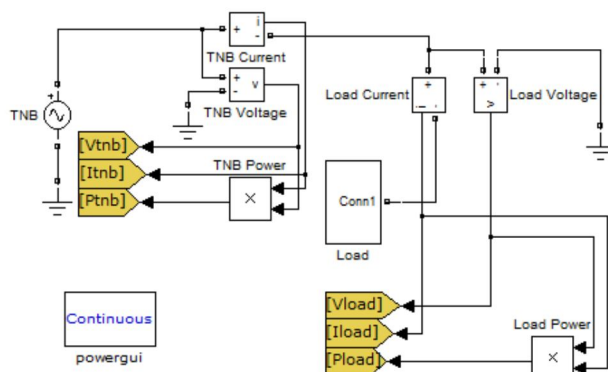 + i
-
TNB Current
+ v
-
TNB Voltage
TNB
+
[Vtnb]
[Itnb]
[Ptnb]
TNB Power
×
Load Current
+
i -
+ -
v
Load Voltage
Conn1
Load
Continuous
powergui
[Vload]
[Iload]
[Pload]
Load Power
×